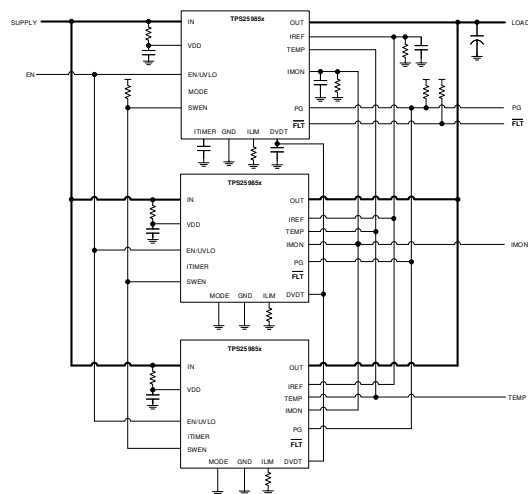 TPS25985x
SUPPLY
IN
OUT
LOAD
IREF
VDD
TEMP
EN
EN/UVLO
IMON
MODE
SWEN
PG
PG
FLT
FLT
ITIMER
GND
ILIM
DVDT
TPS25985x
IN
OUT
VDD
IREF
TEMP
EN/UVLO
IMON
IMON
ITIMER
PG
SWEN
FLT
MODE
GND
ILIM
DVDT
TPS25985x
IN
OUT
VDD
IREF
TEMP
TEMP
IMON
EN/UVLO
PG
ITIMER
FLT
SWEN
MODE
GND
ILIM
DVDT